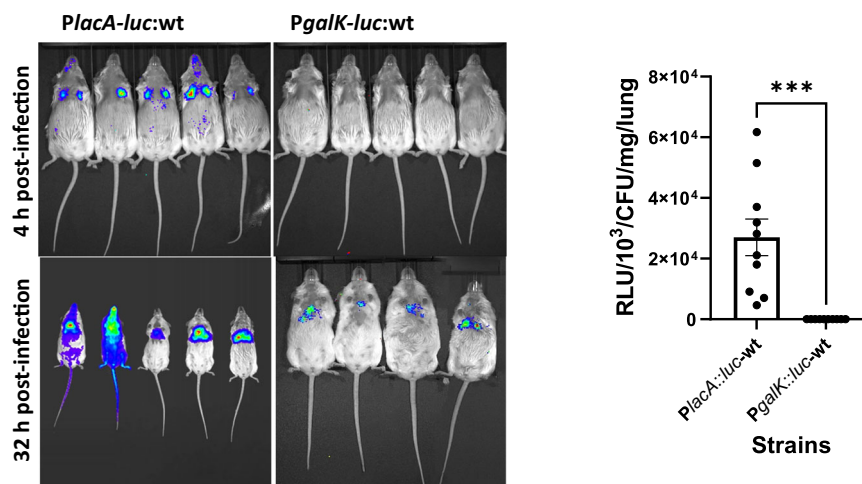 PlacA-luc:wt
PgalK-luc:wt
4 h post-infection
32 h post-infection
8×10⁴
6×10⁴
4×10⁴
2×10⁴
0
***
RLU/10³/CFU/mg/lung
PlacA::luc-wt
PgalK::luc-wt
Strains